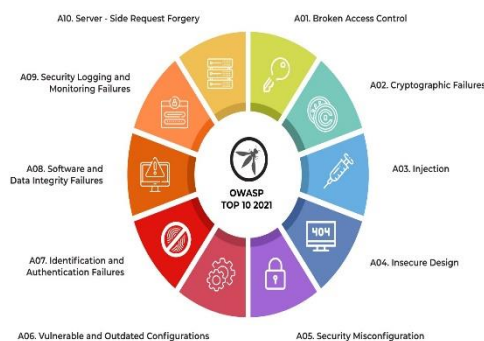 A10. Server - Side Request Forgery
A01. Broken Access Control
A09. Security Logging and
Monitoring Failures
A02. Cryptographic Failures
A08. Software and
Data Integrity Failures
OWASP
TOP 10 2021
A03. Injection
A07. Identification and
Authentication Failures
404
A04. Insecure Design
A06. Vulnerable and Outdated Configurations
A05. Security Misconfiguration